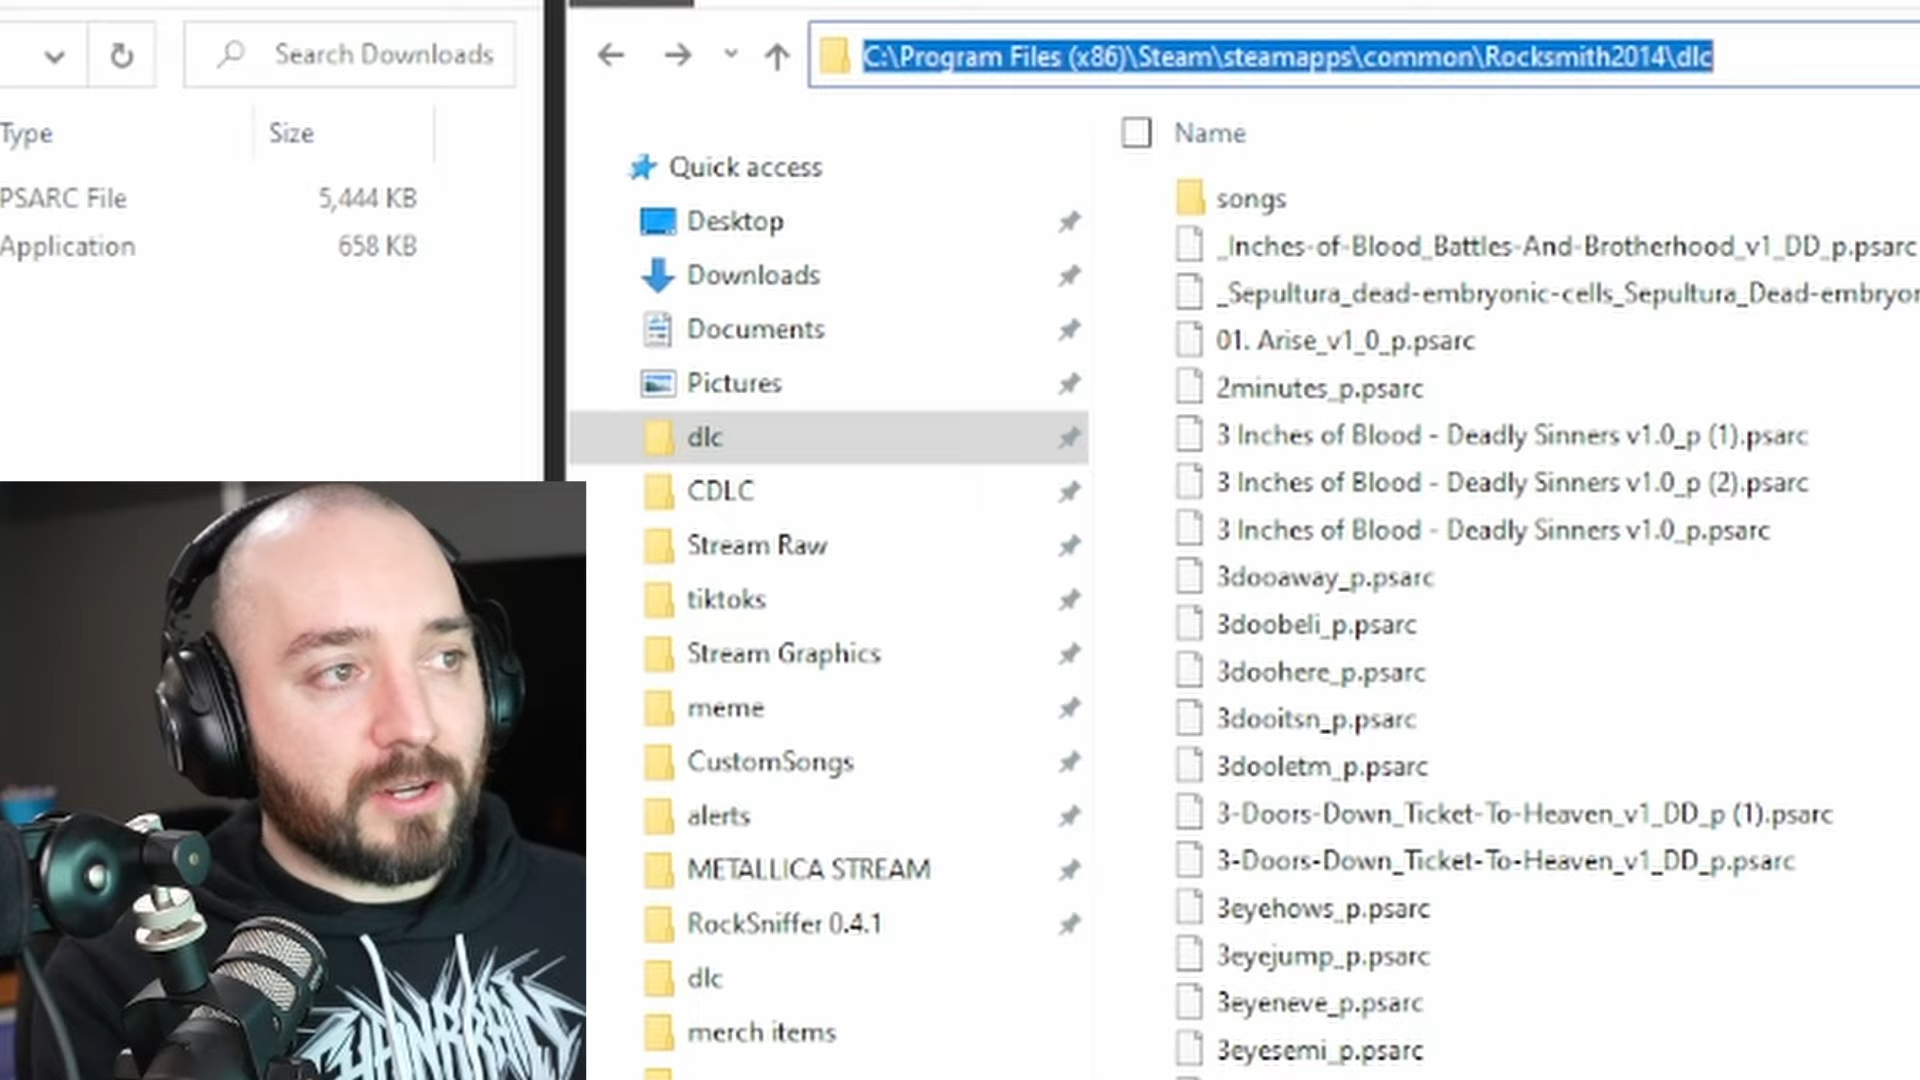 Search Downloads
Type
Size
PSARC File
5,444 KB
Application
658 KB
C:\Program Files (x86)\Steam\steamapps\common\Rocksmith2014\dlc
Quick access
Desktop
Downloads
Documents
Pictures
dlc
CDLC
Stream Raw
tiktoks
Stream Graphics
meme
CustomSongs
alerts
METALLICA STREAM
RockSniffer 0.4.1
dlc
merch items
Name
songs
_Inches-of-Blood_Battles-And-Brotherhood_v1_DD_p.psarc
_Sepultura_dead-embryonic-cells_Sepultura_Dead-embryon
01. Arise_v1_0_p.psarc
2minutes_p.psarc
3 Inches of Blood - Deadly Sinners v1.0_p (1).psarc
3 Inches of Blood - Deadly Sinners v1.0_p (2).psarc
3 Inches of Blood - Deadly Sinners v1.0_p.psarc
3dooaway_p.psarc
3doobeli_p.psarc
3doohere_p.psarc
3dooitsn_p.psarc
3dooletm_p.psarc
3-Doors-Down_Ticket-To-Heaven_v1_DD_p (1).psarc
3-Doors-Down_Ticket-To-Heaven_v1_DD_p.psarc
3eyehows_p.psarc
3eyejump_p.psarc
3eyeneve_p.psarc
3eyesemi_p.psarc